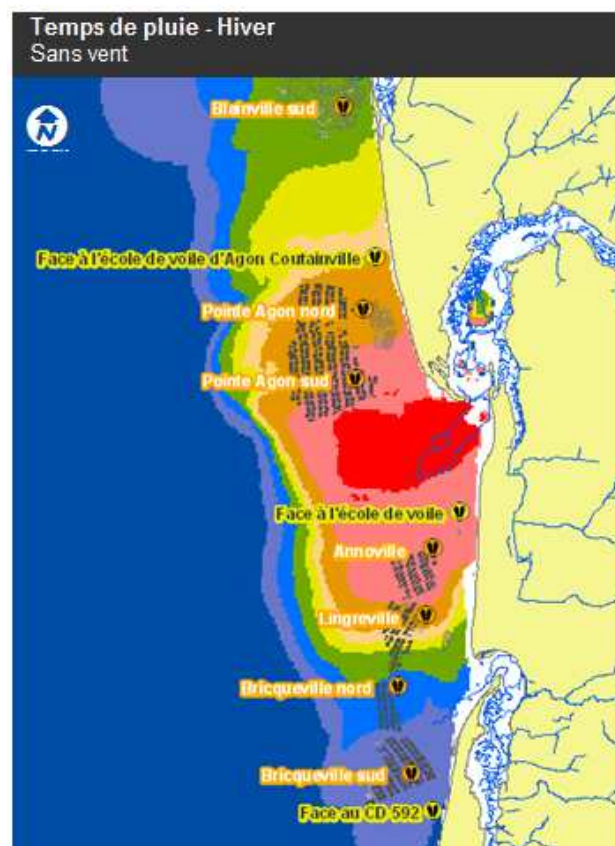 Temps de pluie - Hiver
Sans vent
Blainville sud
N
Face à l'école de voile d'Agon Coutainville
Pointe Agon nord
Pointe Agon sud
Face à l'école de voile
Annoville
Lingreville
Bricqueville nord
Bricqueville sud
Face au CD 592